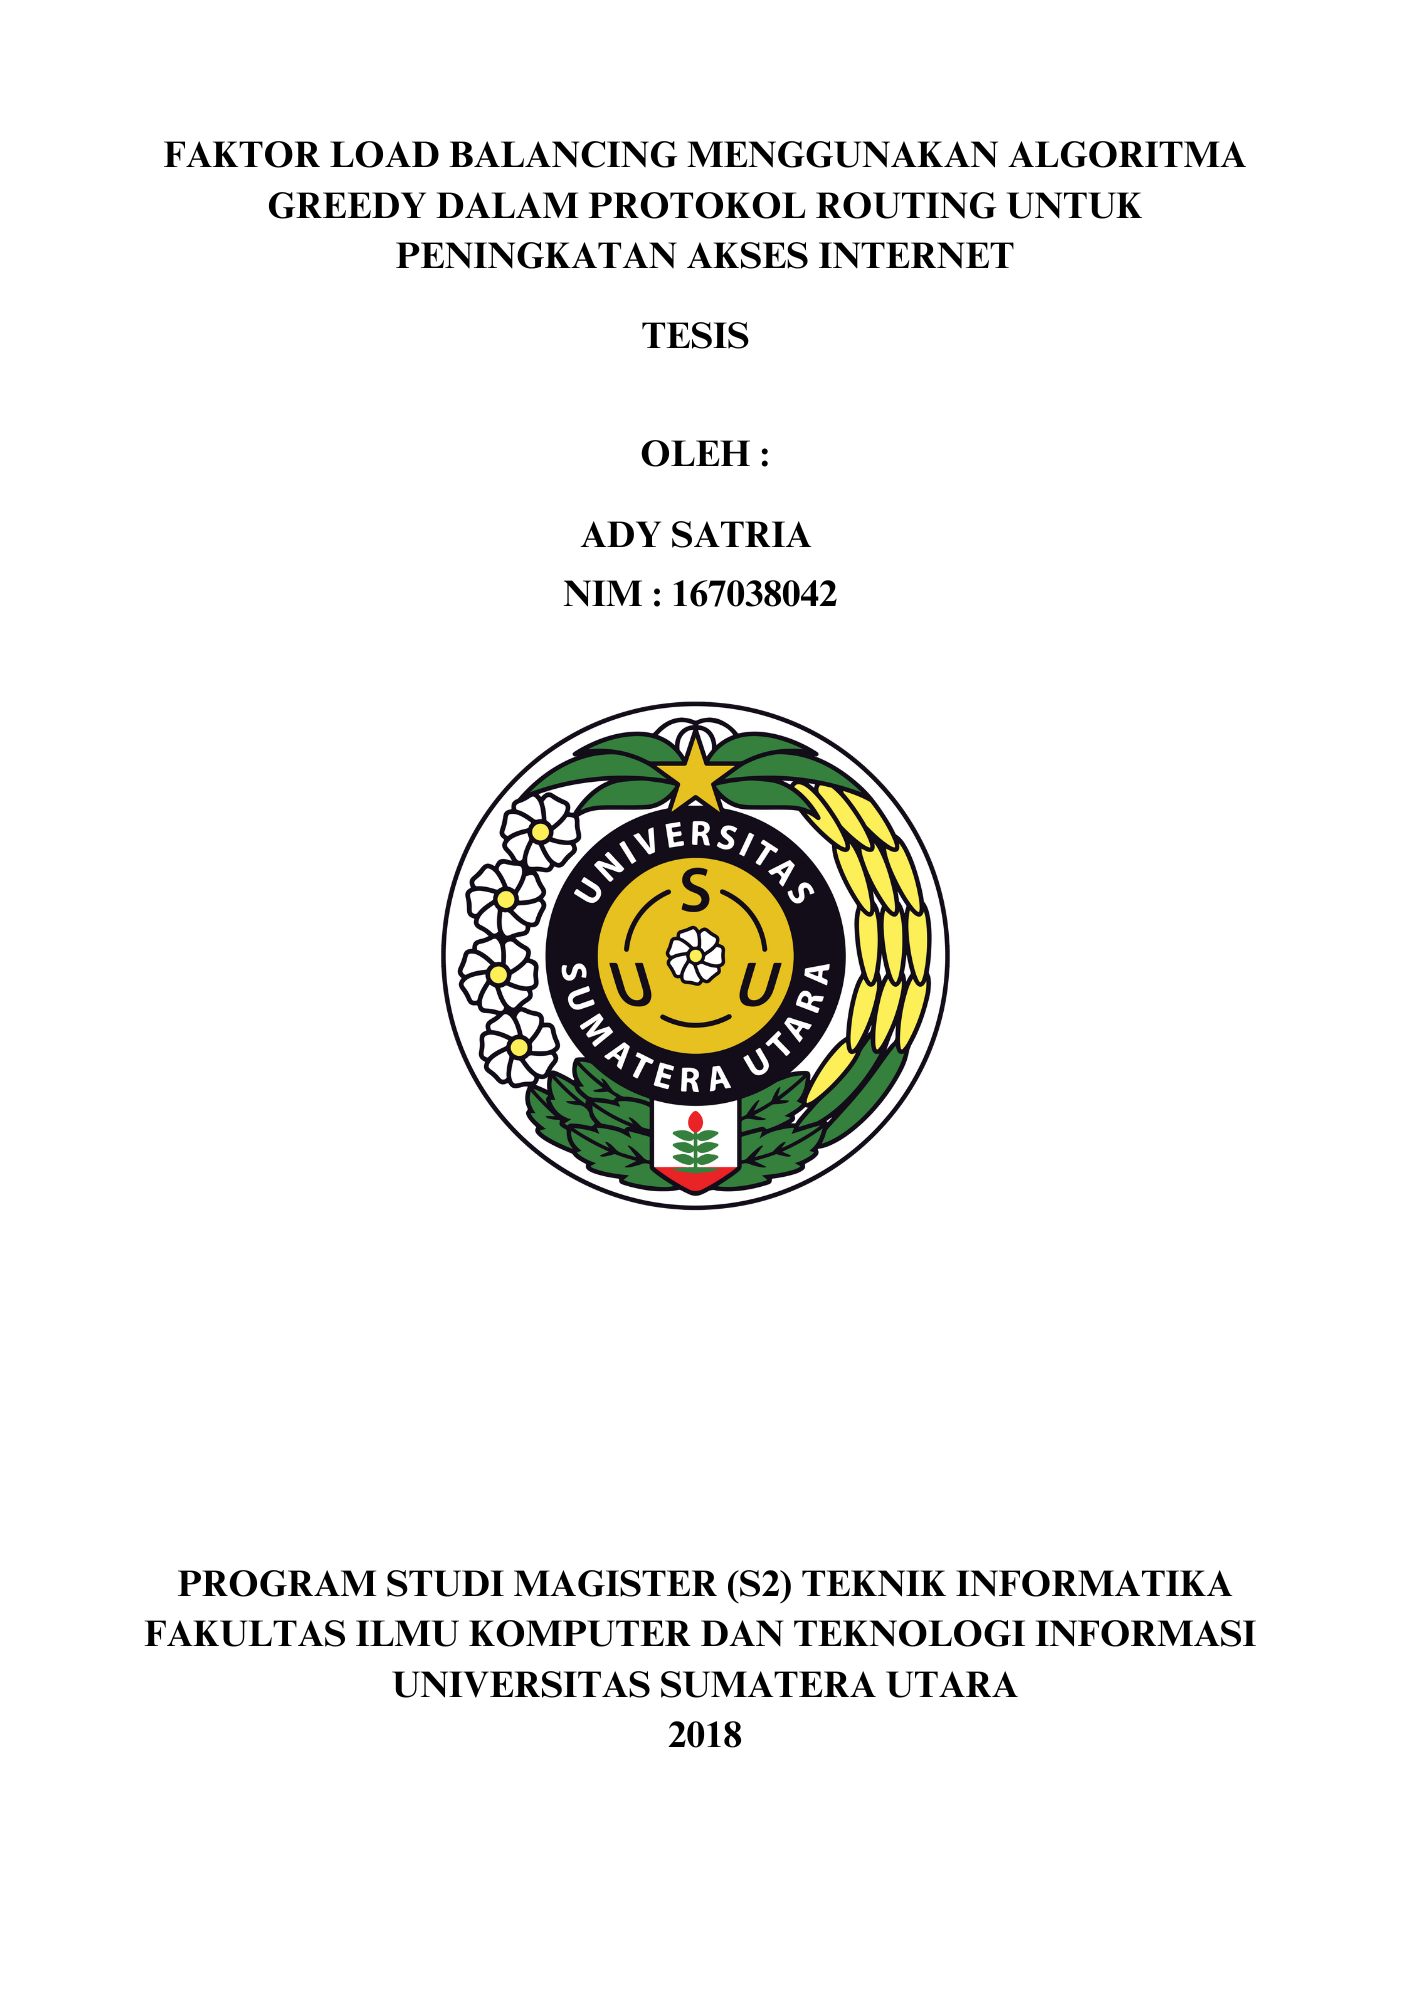 FAKTOR LOAD BALANCING MENGGUNAKAN ALGORITMA
GREEDY DALAM PROTOKOL ROUTING UNTUK
PENINGKATAN AKSES INTERNET
TESIS
OLEH :
ADY SATRIA
NIM : 167038042
UNIVERSITAS
S
U U
SUMATERA UTARA
PROGRAM STUDI MAGISTER (S2) TEKNIK INFORMATIKA
FAKULTAS ILMU KOMPUTER DAN TEKNOLOGI INFORMASI
UNIVERSITAS SUMATERA UTARA
2018